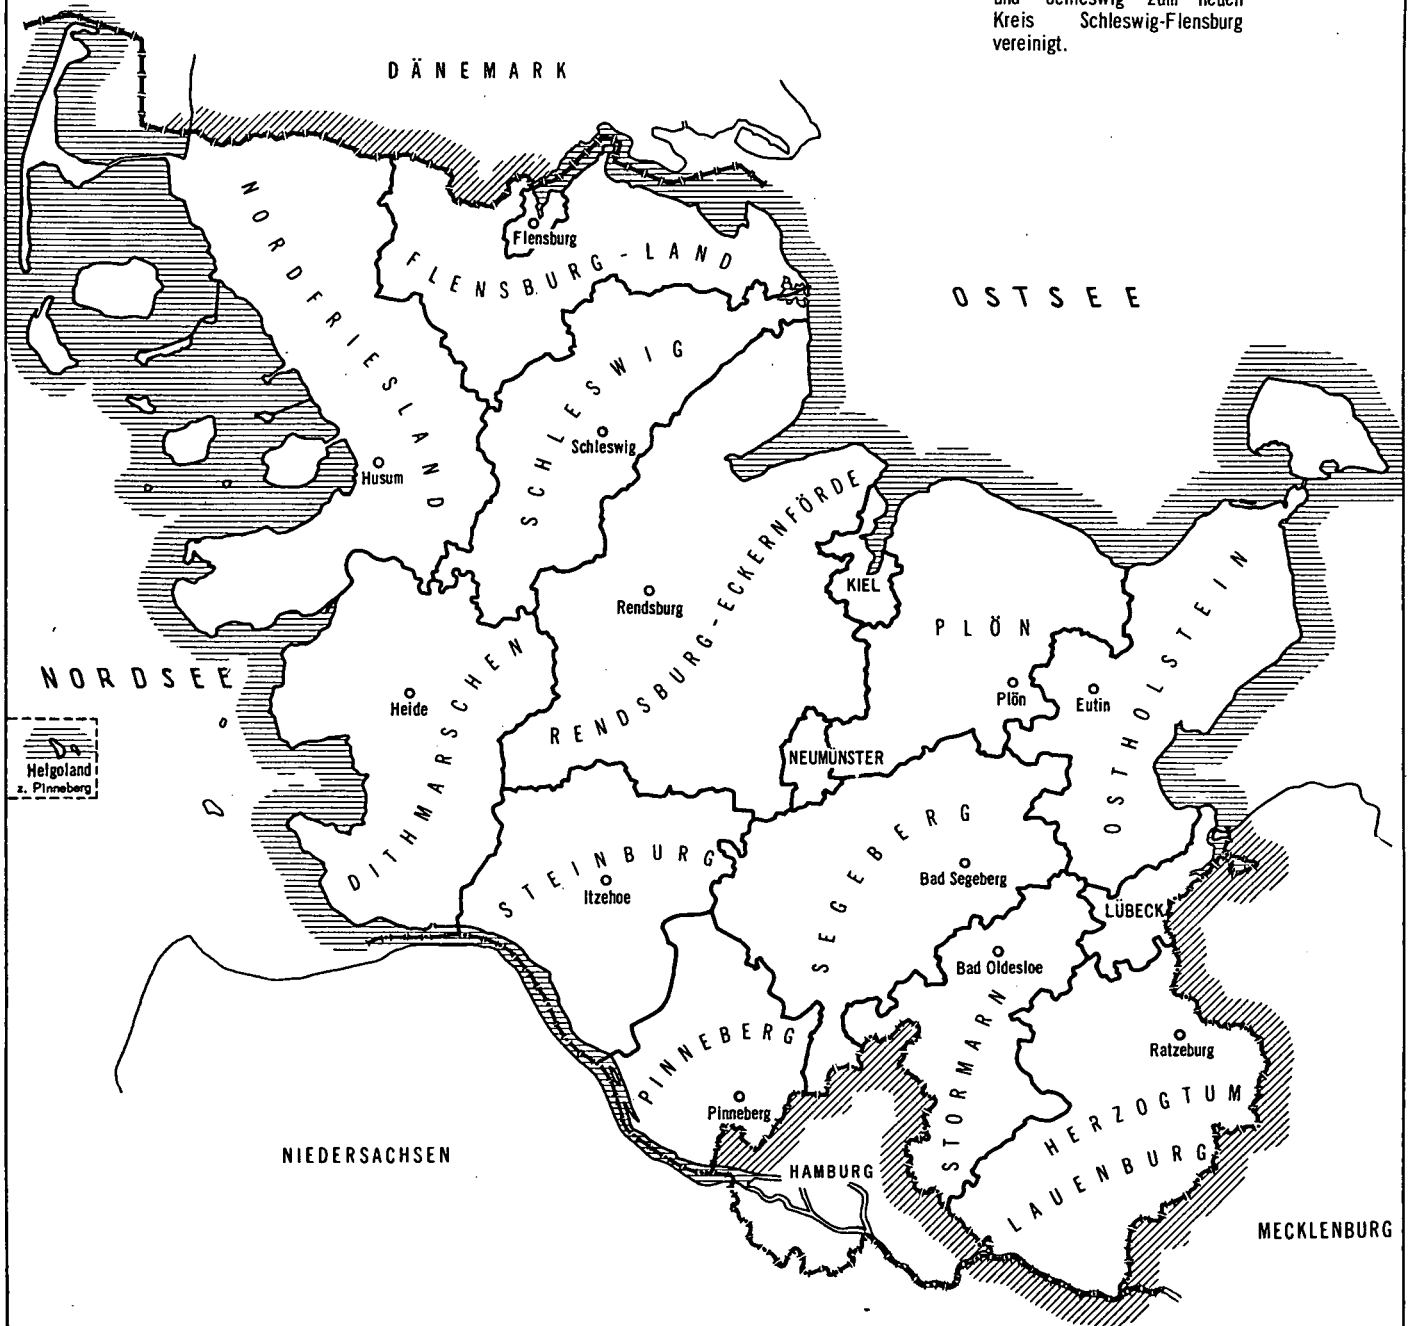 und Schleswig zum neuen
Kreis Schleswig-Flensburg
vereinigt.
DÄNEMARK
NORDFRIESLAND
Flensburg
FLENSBURG-LAND
OSTSEE
SCHLESWIG
Schleswig
Husum
RENDSBURG-ECKERNFÖRDE
KIEL
Rendsburg
PLÖN
OSTHOLSTEIN
NORDSEE
Heide
DITHMARSCHEN
Plön
Eutin
NEUMÜNSTER
Helgoland
z. Pinneberg
STEINBURG
Itzehoe
SEGEBERG
Bad Segeberg
LÜBECK
Bad Oldesloe
PINNEBERG
Pinneberg
STORMARN
Ratzeburg
HERZOGTUM
LAUENBURG
NIEDERSACHSEN
HAMBURG
MECKLENBURG